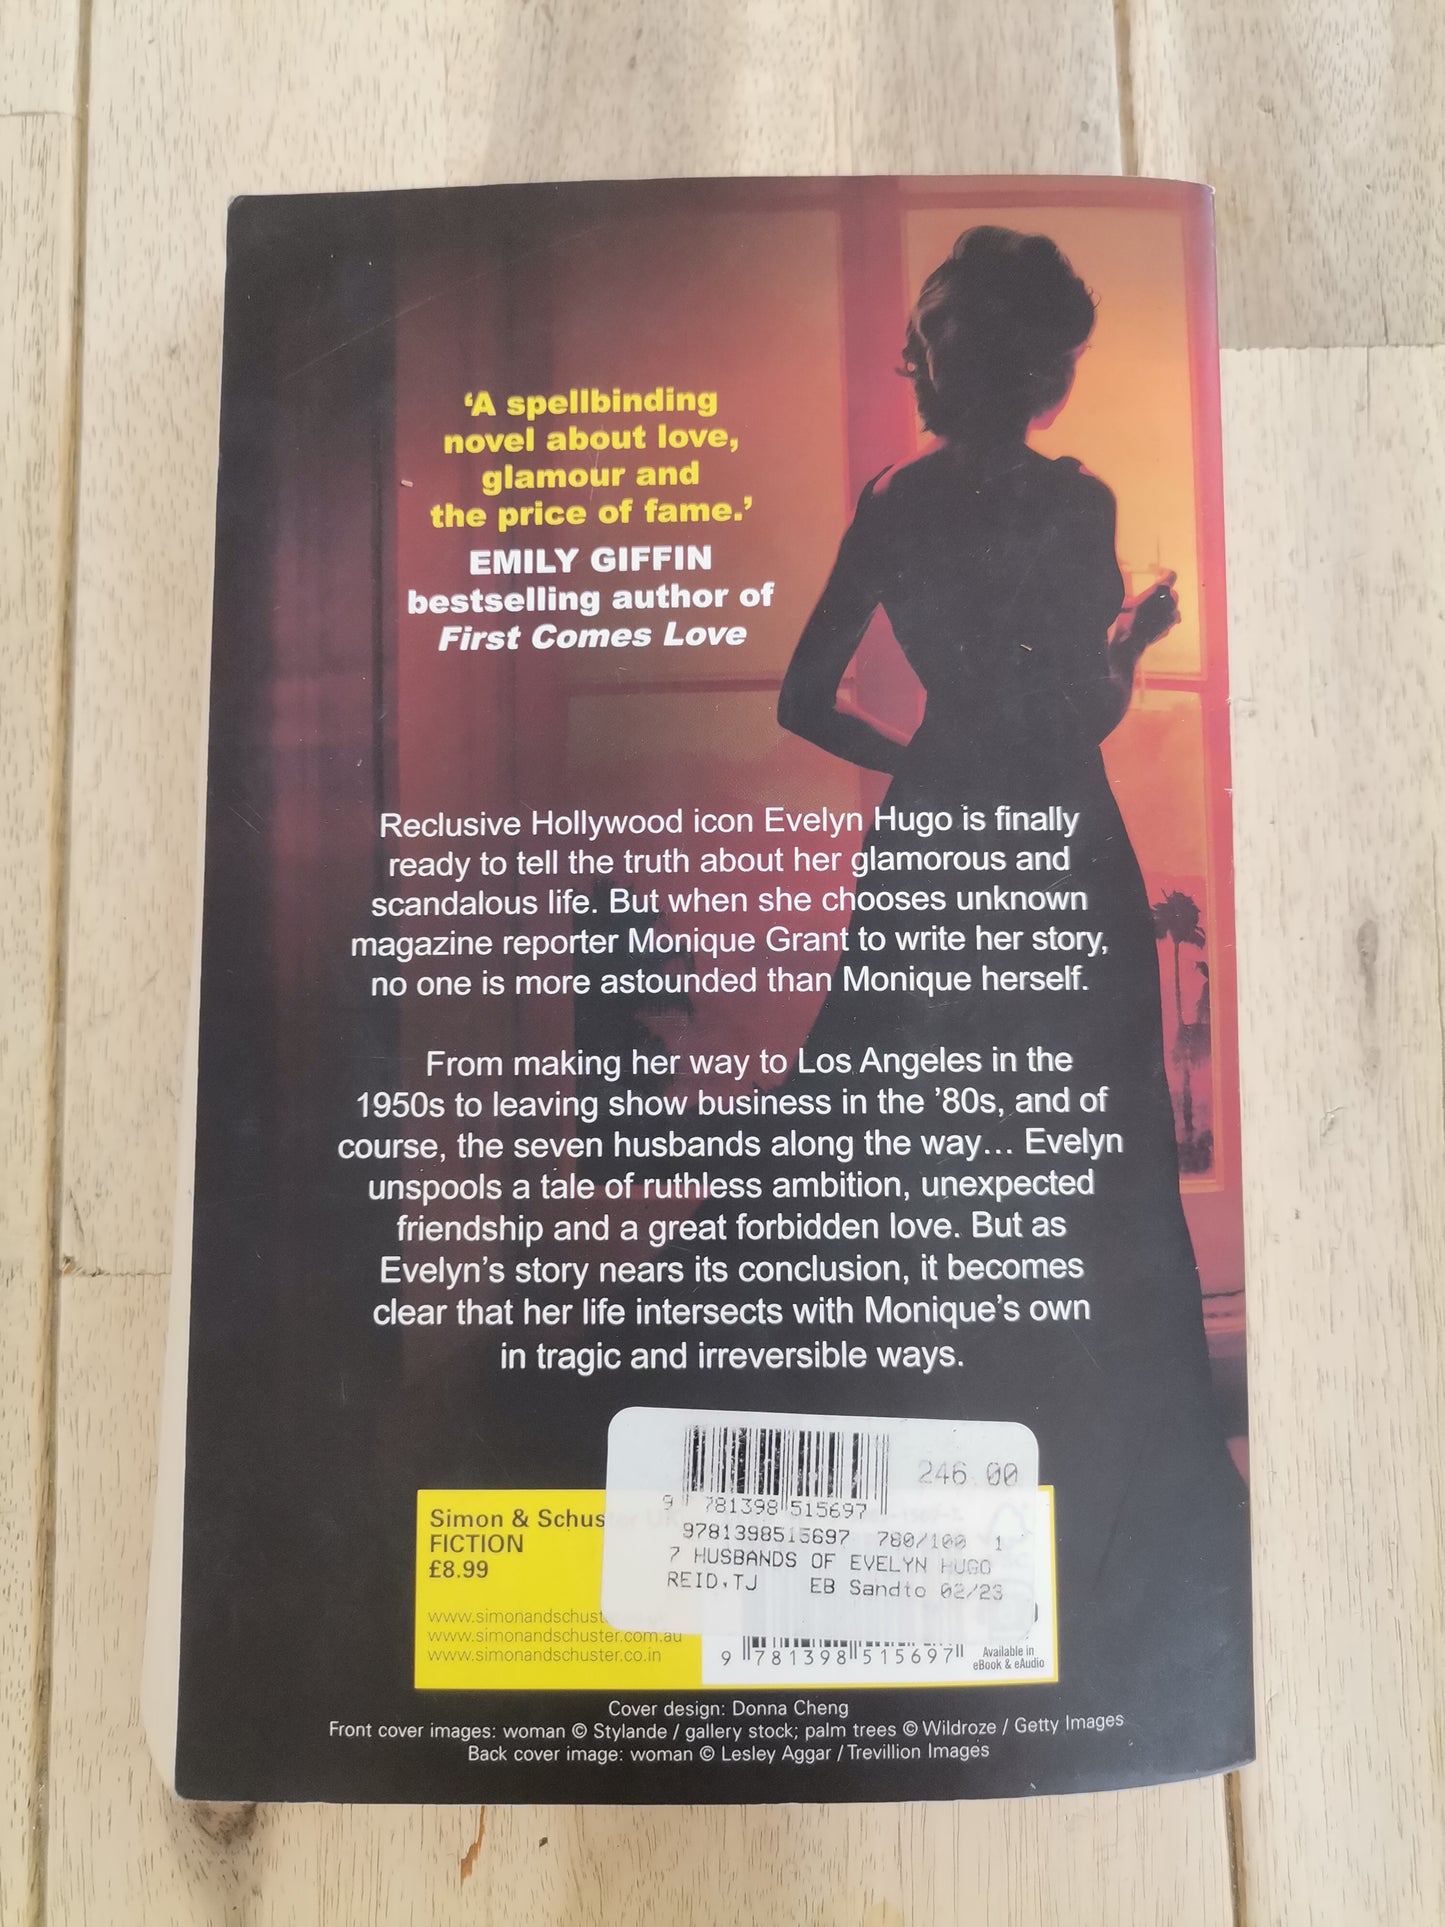 ‘A spellbinding
novel about love,
glamour and
the price of fame.’
EMILY GIFFIN
bestselling author of
First Comes Love
Reclusive Hollywood icon Evelyn Hugo is finally
ready to tell the truth about her glamorous and
scandalous life. But when she chooses unknown
magazine reporter Monique Grant to write her story,
no one is more astounded than Monique herself.
From making her way to Los Angeles in the
1950s to leaving show business in the ’80s, and of
course, the seven husbands along the way… Evelyn
unspools a tale of ruthless ambition, unexpected
friendship and a great forbidden love. But as
Evelyn’s story nears its conclusion, it becomes
clear that her life intersects with Monique’s own
in tragic and irreversible ways.
246.00
9 781398 515697
9781398515697 780/100 1
7 HUSBANDS OF EVELYN HUGO
REID,TJ EB Sandto 02/23
Simon & Schuster UK
FICTION
£8.99
www.simonandschuster.co.uk
www.simonandschuster.com.au
www.simonandschuster.co.in
9 781398 515697
Available in
eBook & eAudio
Cover design: Donna Cheng
Front cover images: woman © Stylande / gallery stock; palm trees © Wildroze / Getty Images
Back cover image: woman © Lesley Aggar / Trevillion Images